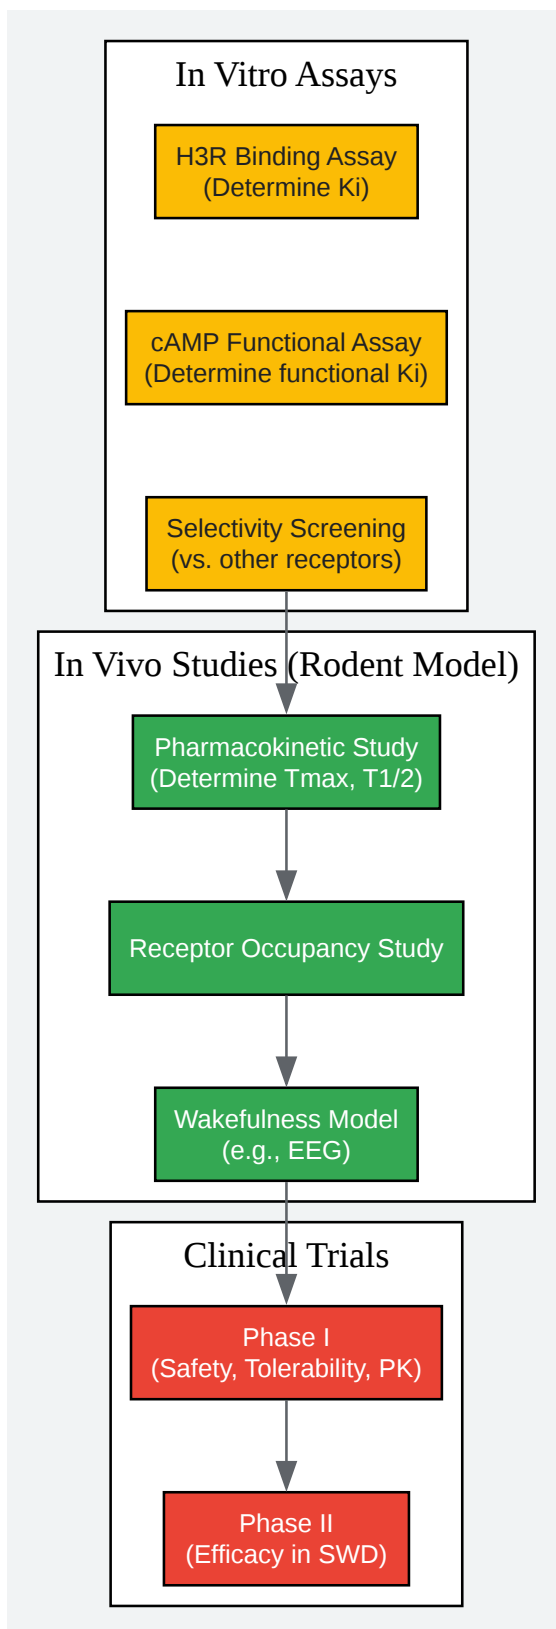 In Vitro Assays
H3R Binding Assay
(Determine Ki)
cAMP Functional Assay
(Determine functional Ki)
Selectivity Screening
(vs. other receptors)
In Vivo Studies (Rodent Model)
Pharmacokinetic Study
(Determine Tmax, T1/2)
Receptor Occupancy Study
Wakefulness Model
(e.g., EEG)
Clinical Trials
Phase I
(Safety, Tolerability, PK)
Phase II
(Efficacy in SWD)